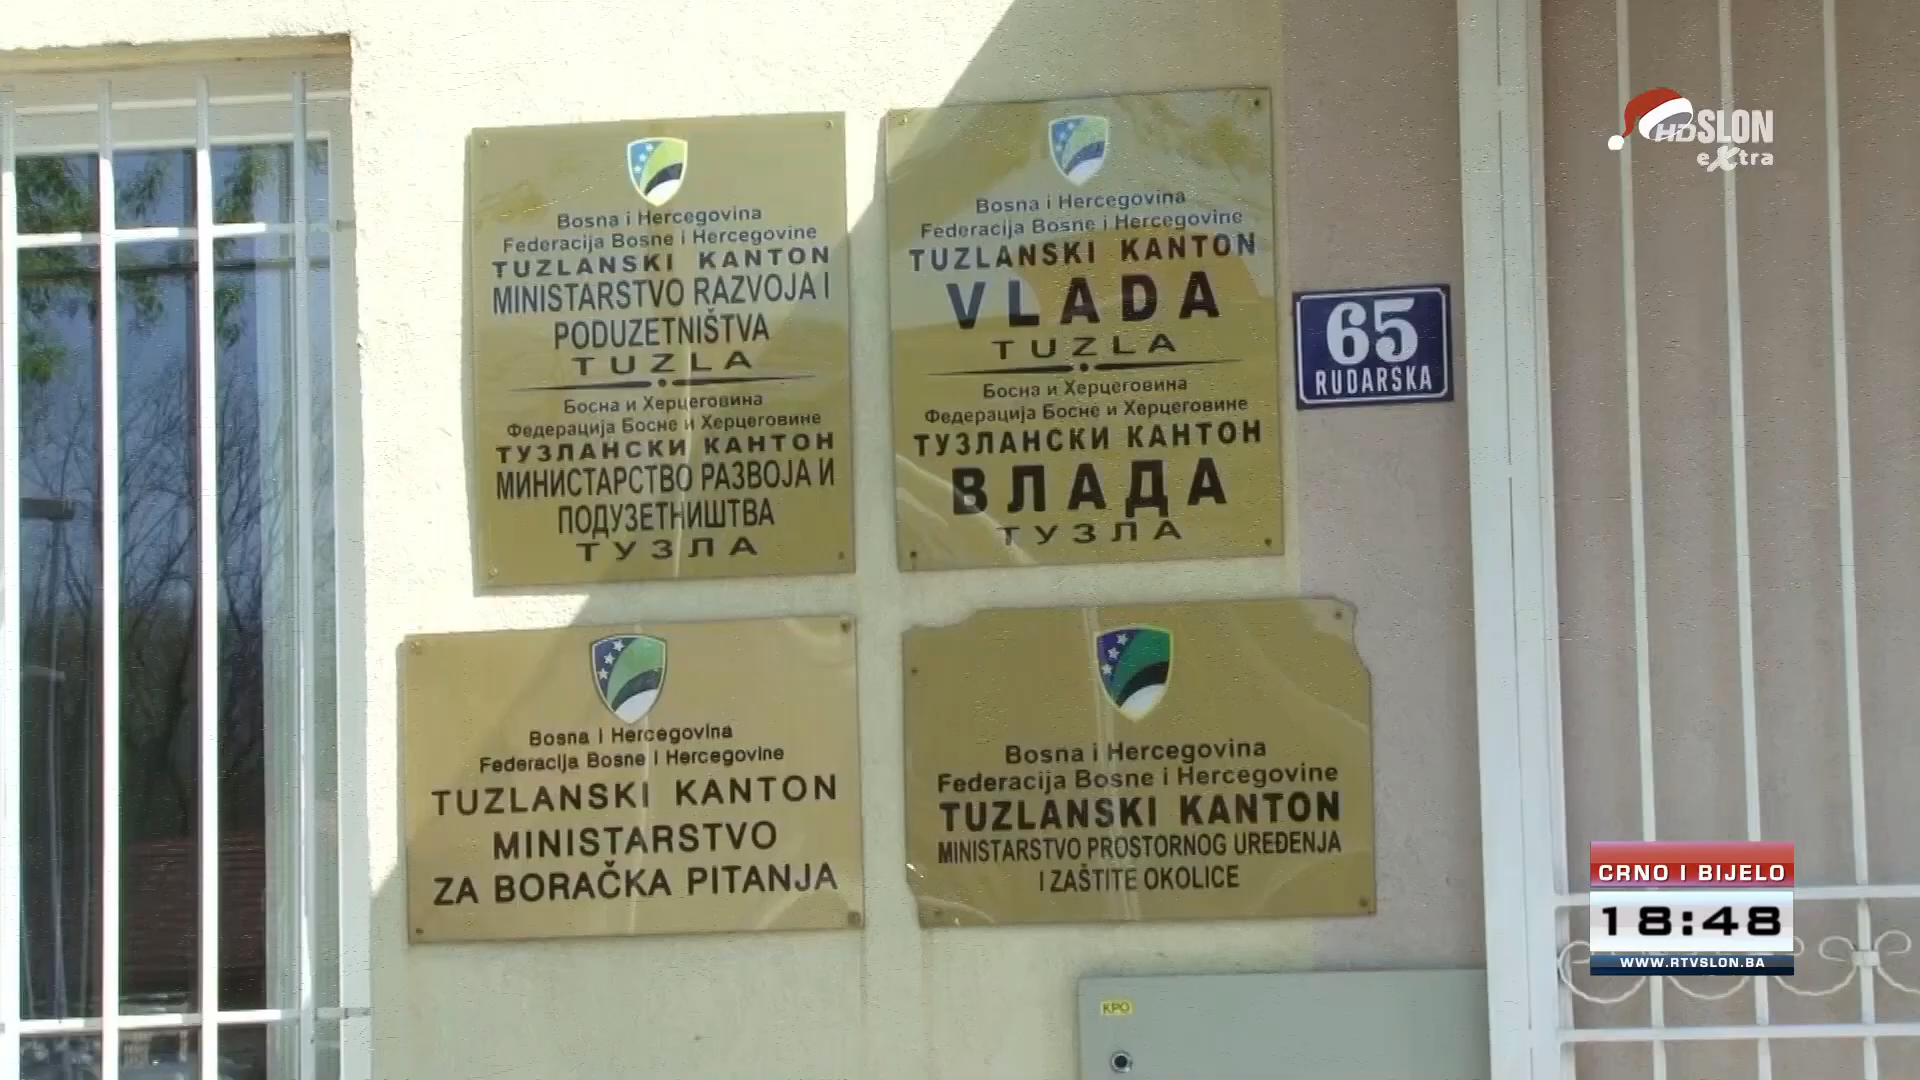 Bosna i Hercegovina
Federacija Bosne i Hercegovine
TUZLANSKI KANTON
MINISTARSTVO RAZVOJA I
PODUZETNIŠTVA
TUZLA
Босна и Херцеговина
Федерација Босне и Херцеговине
ТУЗЛАНСКИ КАНТОН
МИНИСТАРСТВО РАЗВОЈА И
ПОДУЗЕТНИШТВА
ТУЗЛА
Bosna i Hercegovina
Federacija Bosne i Hercegovine
TUZLANSKI KANTON
VLADA
TUZLA
Босна и Херцеговина
Федерација Босне и Херцеговине
ТУЗЛАНСКИ КАНТОН
ВЛАДА
ТУЗЛА
65
RUDARSKA
HD SLON
eXtra
Bosna i Hercegovina
Federacija Bosne i Hercegovine
TUZLANSKI KANTON
MINISTARSTVO
ZA BORAČKA PITANJA
Bosna i Hercegovina
Federacija Bosne i Hercegovine
TUZLANSKI KANTON
MINISTARSTVO PROSTORNOG UREĐENJA
I ZAŠTITE OKOLICE
KPO
CRNO I BIJELO
18:48
WWW.RTVSLON.BA